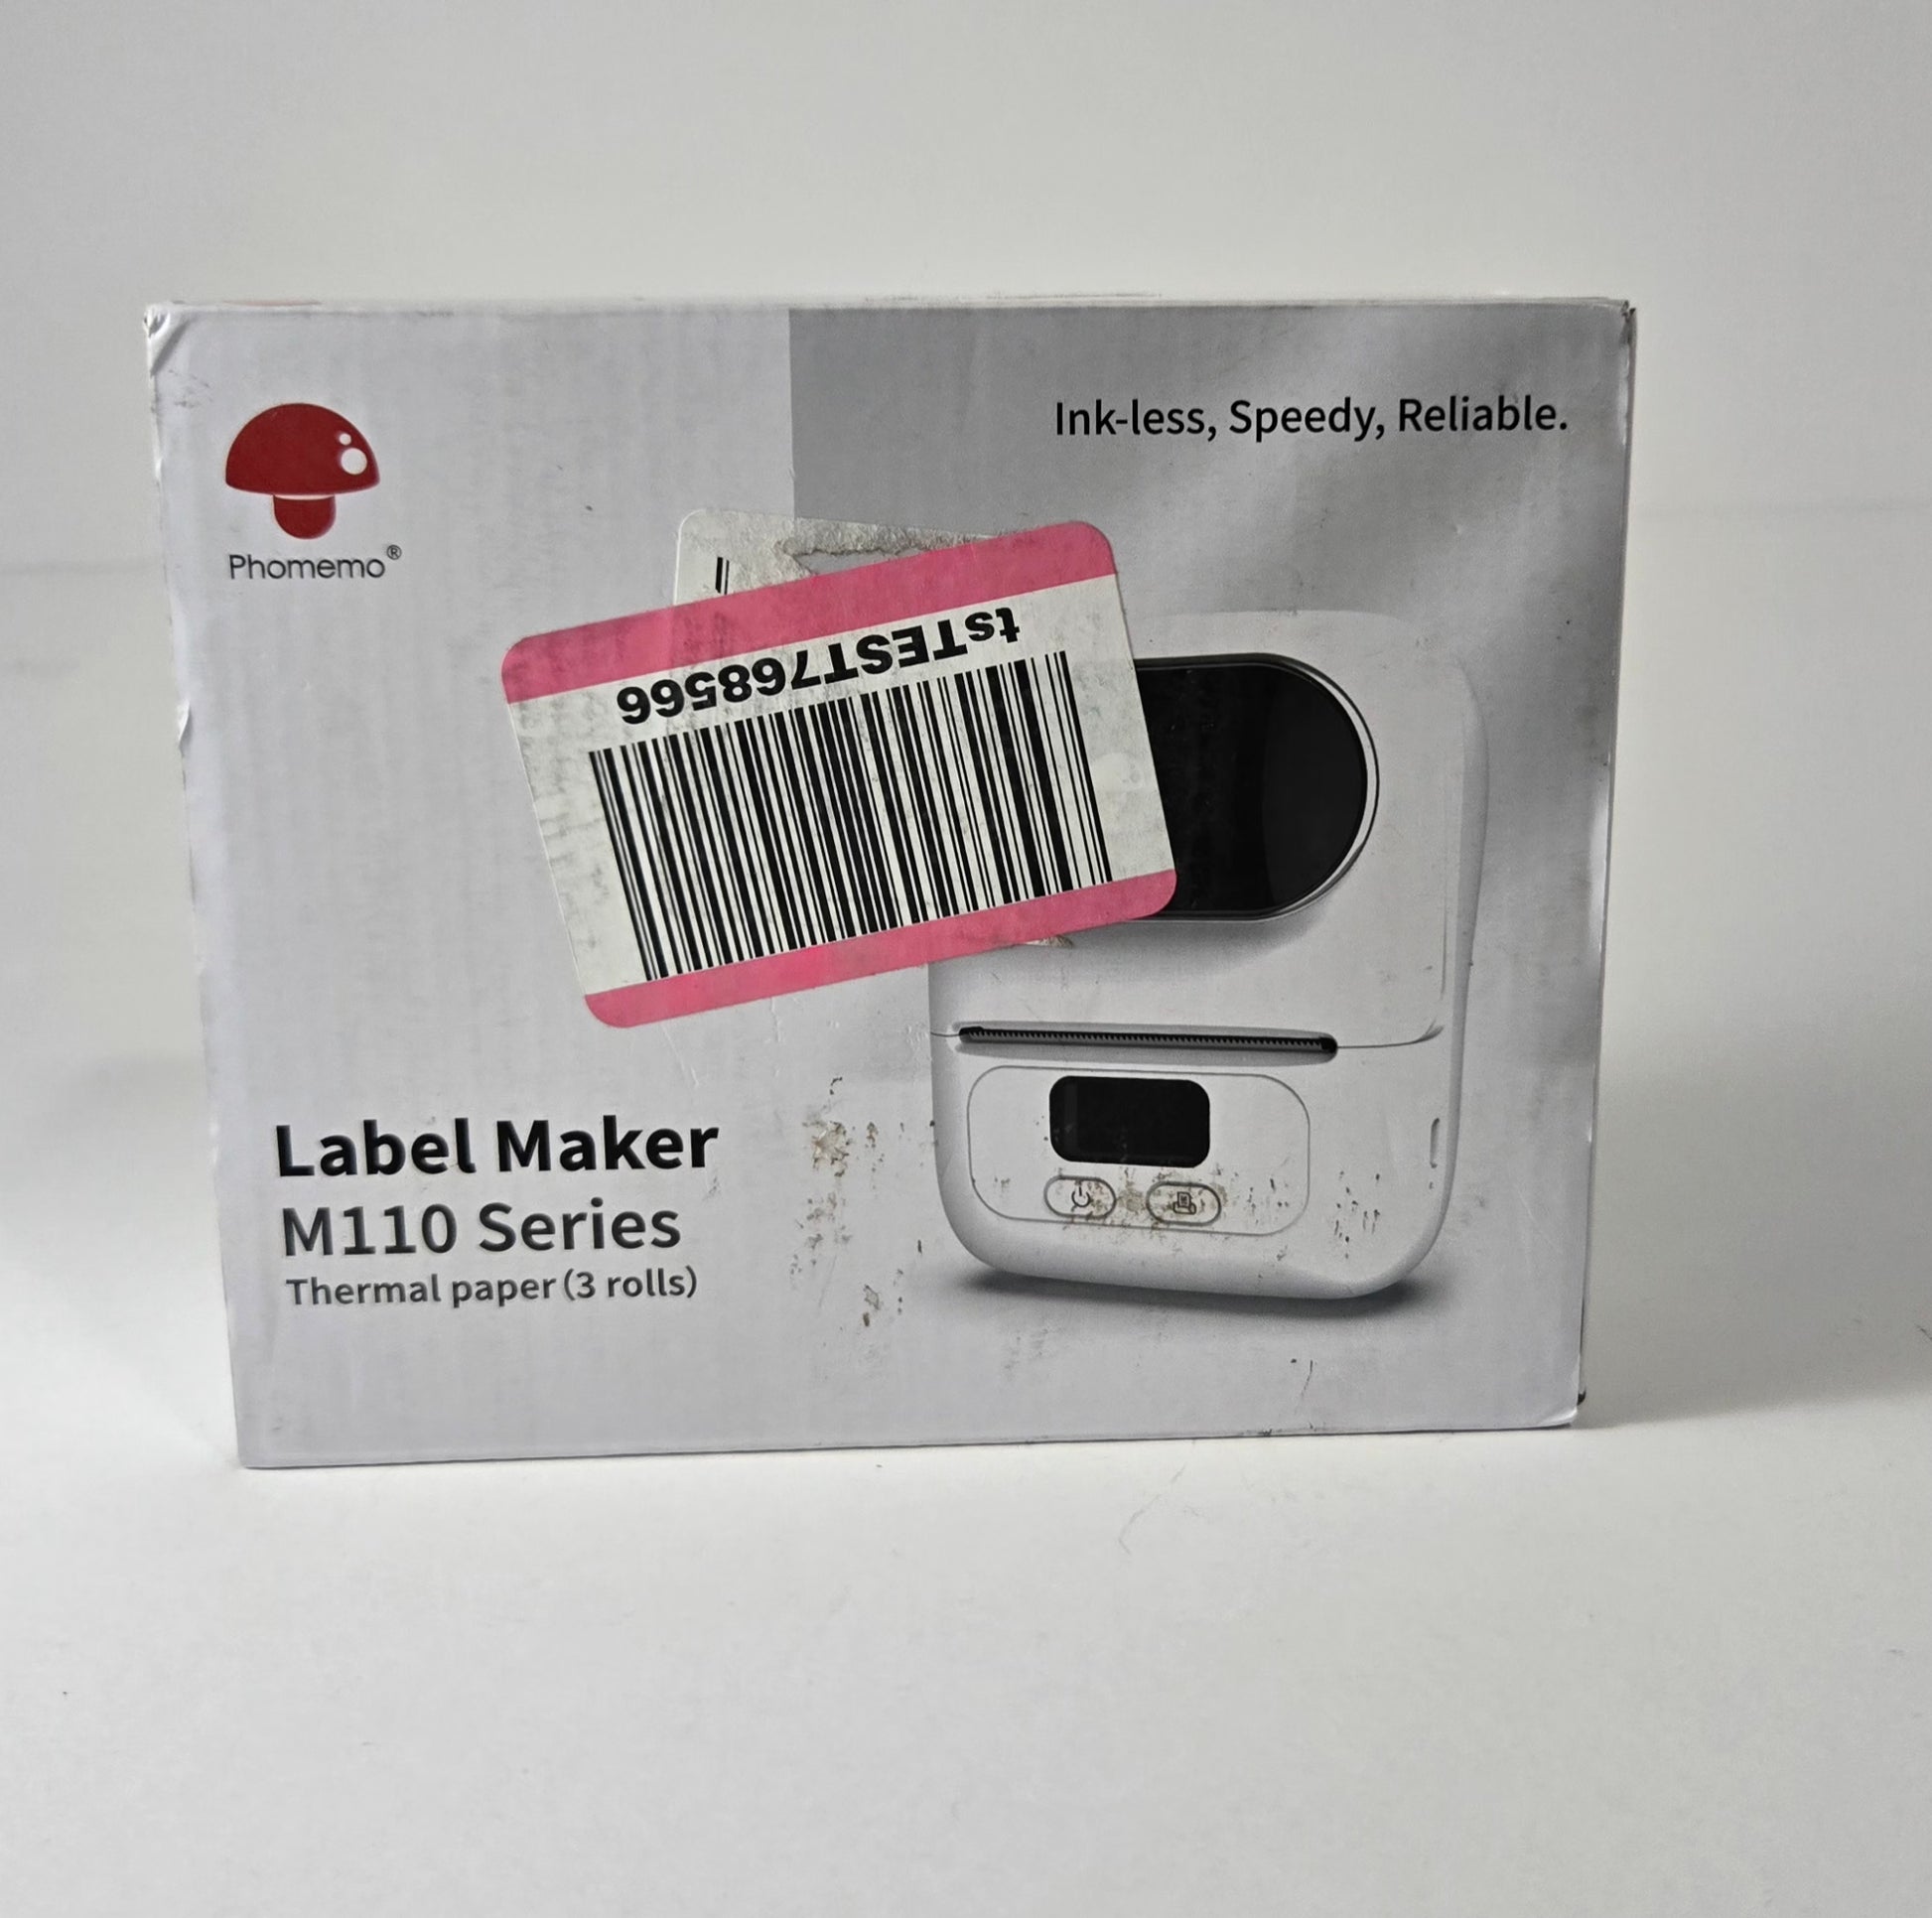 Phomemo®
Ink-less, Speedy, Reliable.
tsTEST768566
Label Maker
M110 Series
Thermal paper (3 rolls)